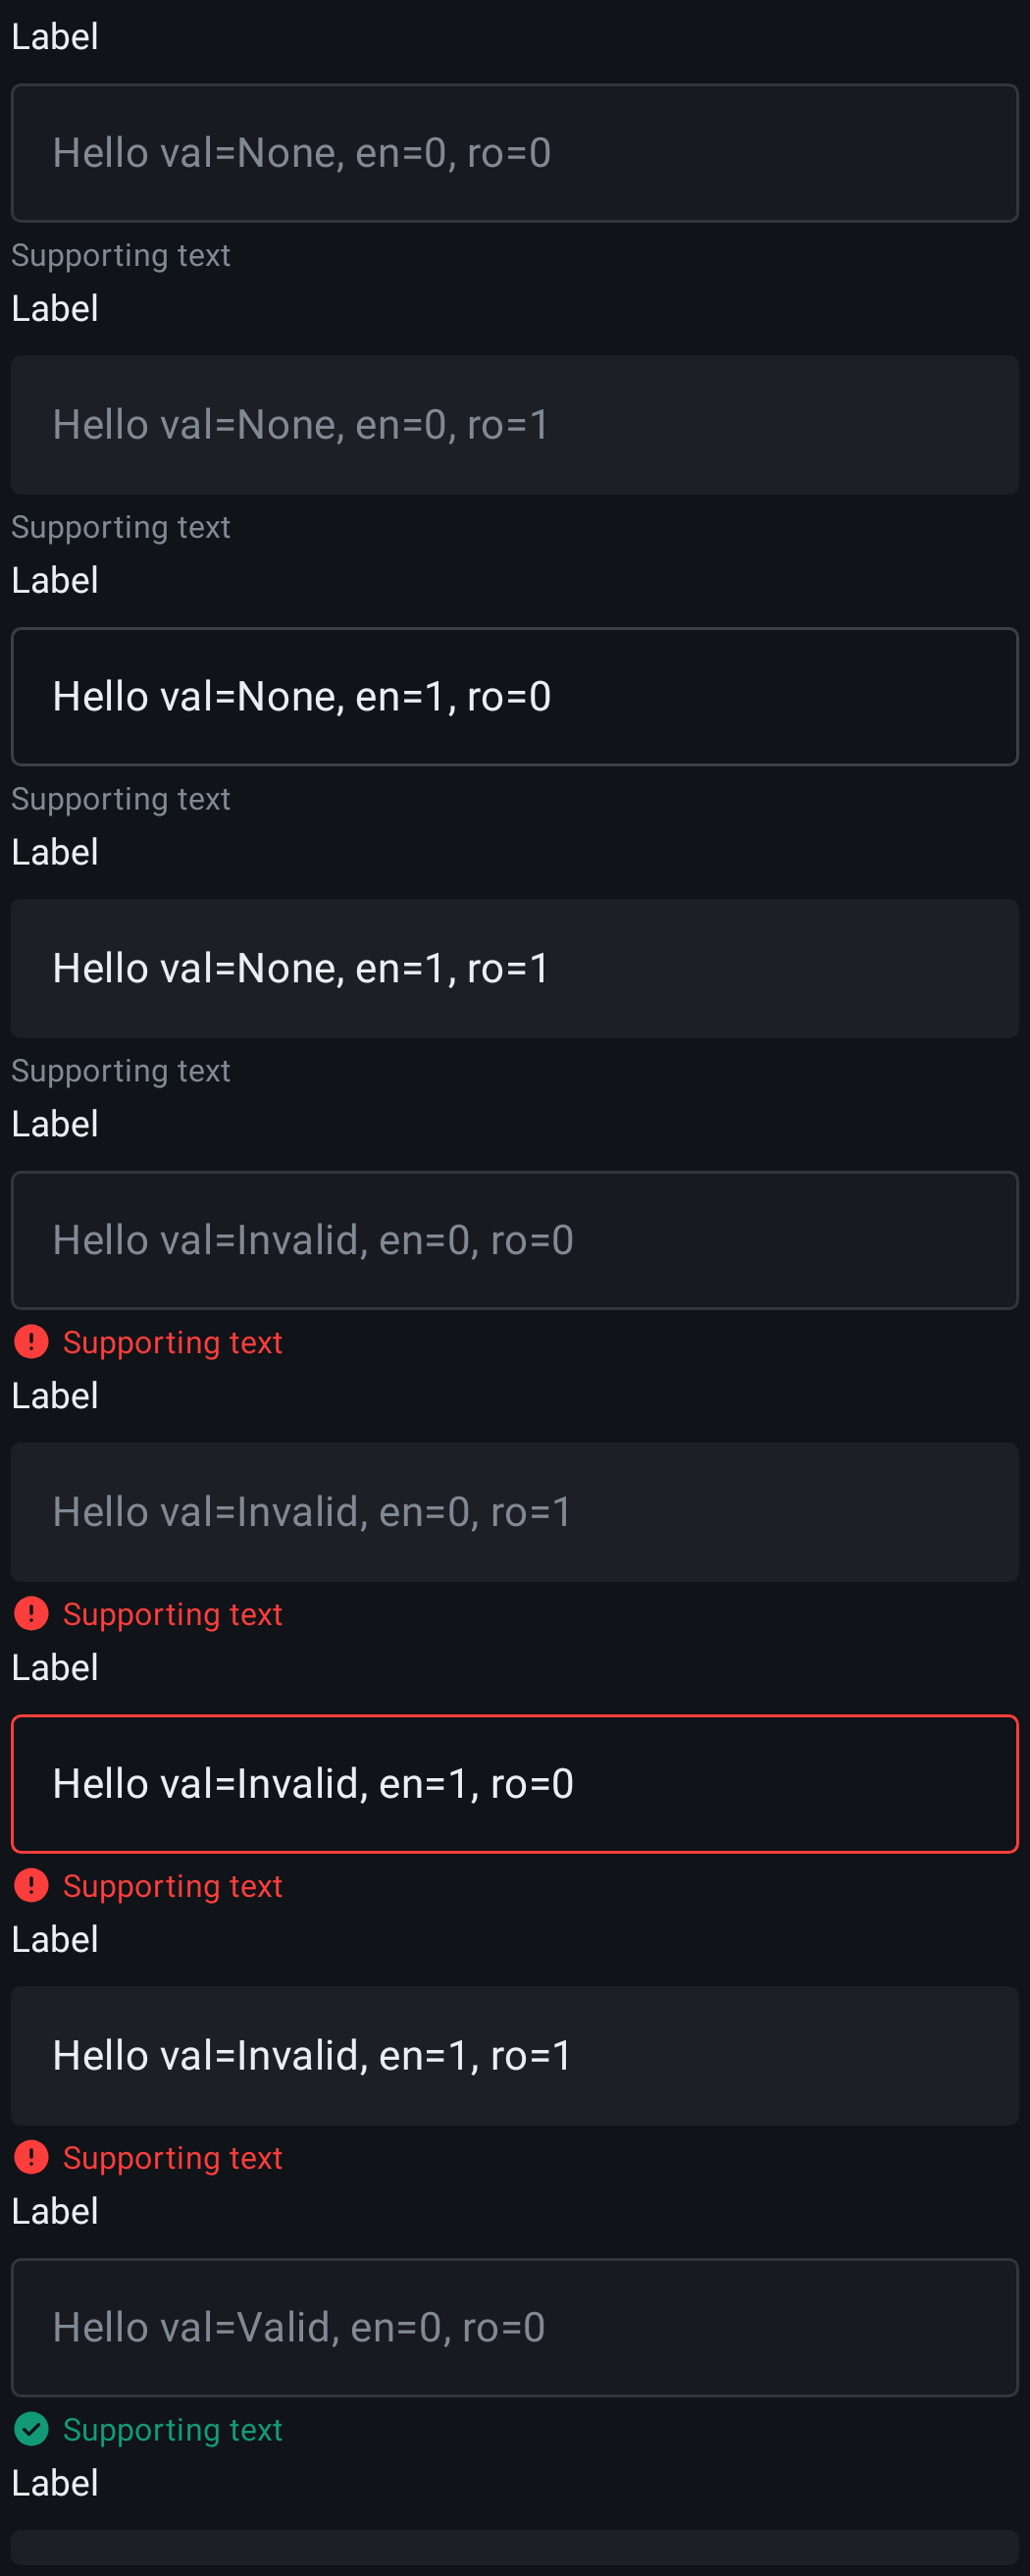 Label
Hello val=None, en=0, ro=0
Supporting text
Label
Hello val=None, en=0, ro=1
Supporting text
Label
Hello val=None, en=1, ro=0
Supporting text
Label
Hello val=None, en=1, ro=1
Supporting text
Label
Hello val=Invalid, en=0, ro=0
Supporting text
Label
Hello val=Invalid, en=0, ro=1
Supporting text
Label
Hello val=Invalid, en=1, ro=0
Supporting text
Label
Hello val=Invalid, en=1, ro=1
Supporting text
Label
Hello val=Valid, en=0, ro=0
Supporting text
Label